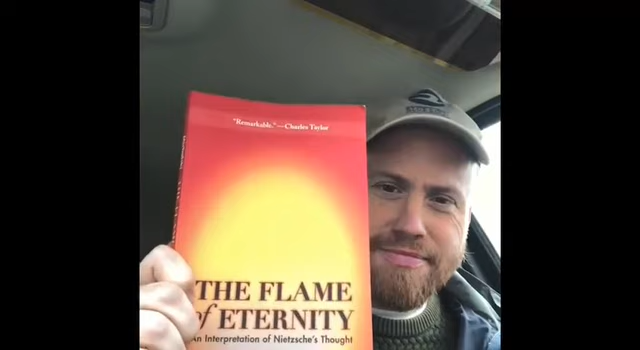 "Remarkable."—Charles Taylor
THE FLAME
of ETERNITY
An Interpretation of Nietzsche's Thought